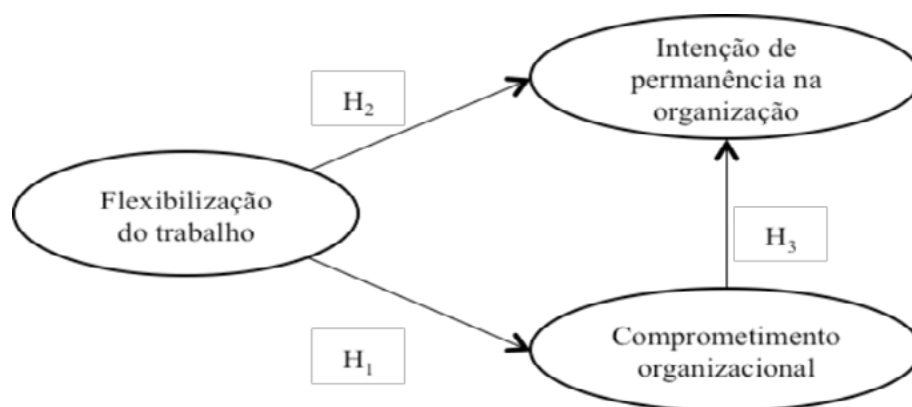 Intenção de
permanência na
organização
H₂
Flexibilização
do trabalho
H₃
H₁
Comprometimento
organizacional